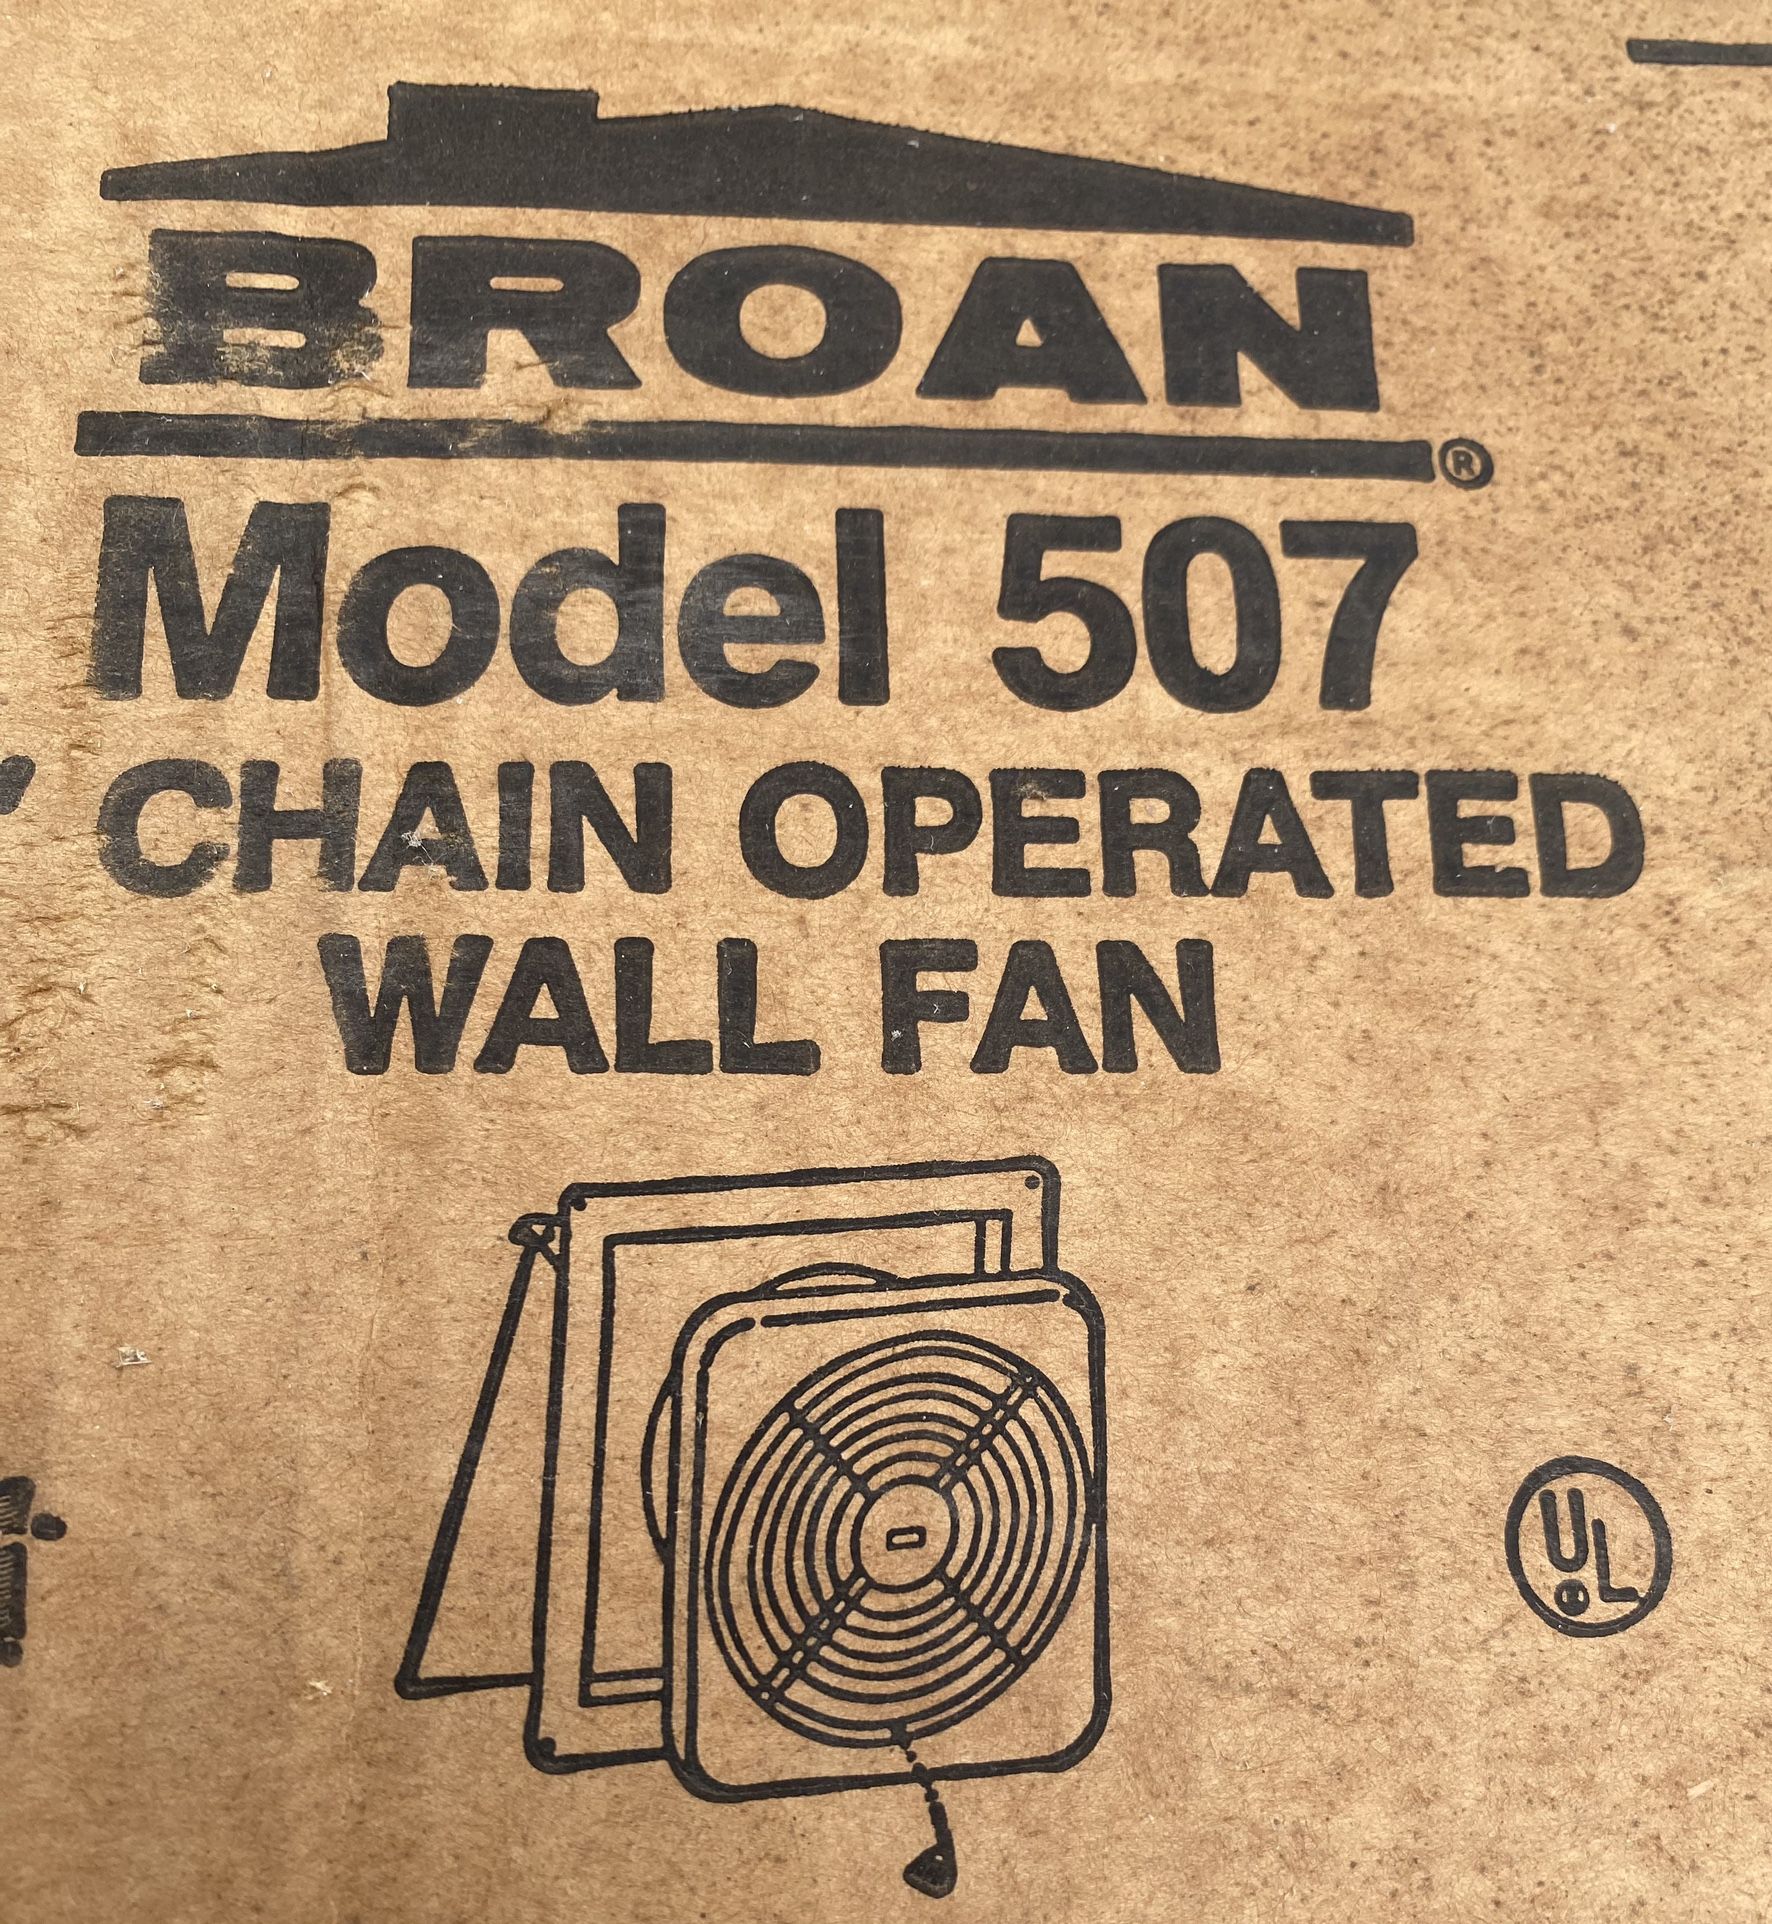 BROAN®
Model 507
" CHAIN OPERATED
WALL FAN
UL